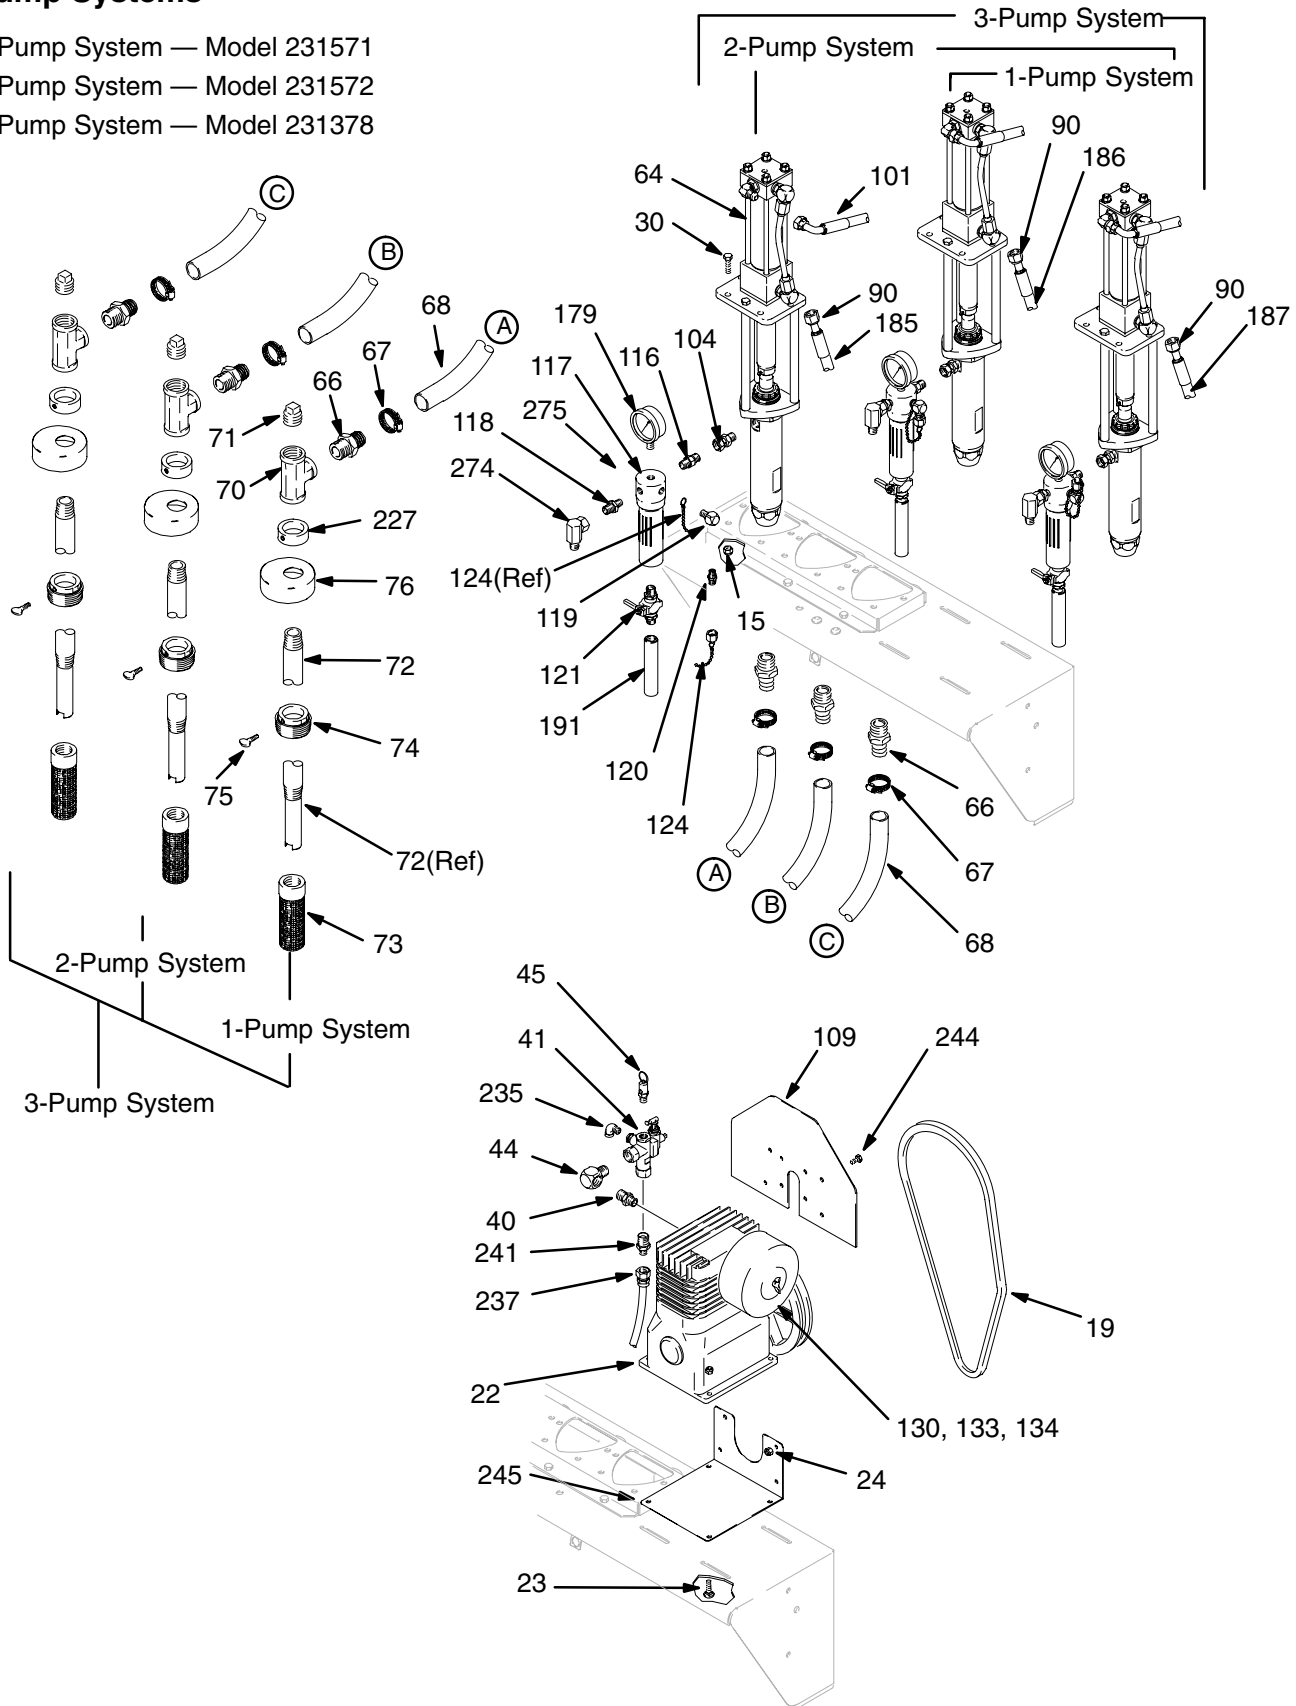 Systems
Pump System — Model 231571
Pump System — Model 231572
Pump System — Model 231378
3-Pump System
2-Pump System
1-Pump System
90
186
64
101
30
C
B
A
68
90
185
90
187
179
104
117
116
67
275
66
118
71
274
70
227
124(Ref)
76
119
15
121
72
191
74
75
120
124
66
72(Ref)
67
A
B
C
68
73
2-Pump System
1-Pump System
3-Pump System
45
41
109
244
235
44
40
241
237
19
22
130, 133, 134
245
24
23